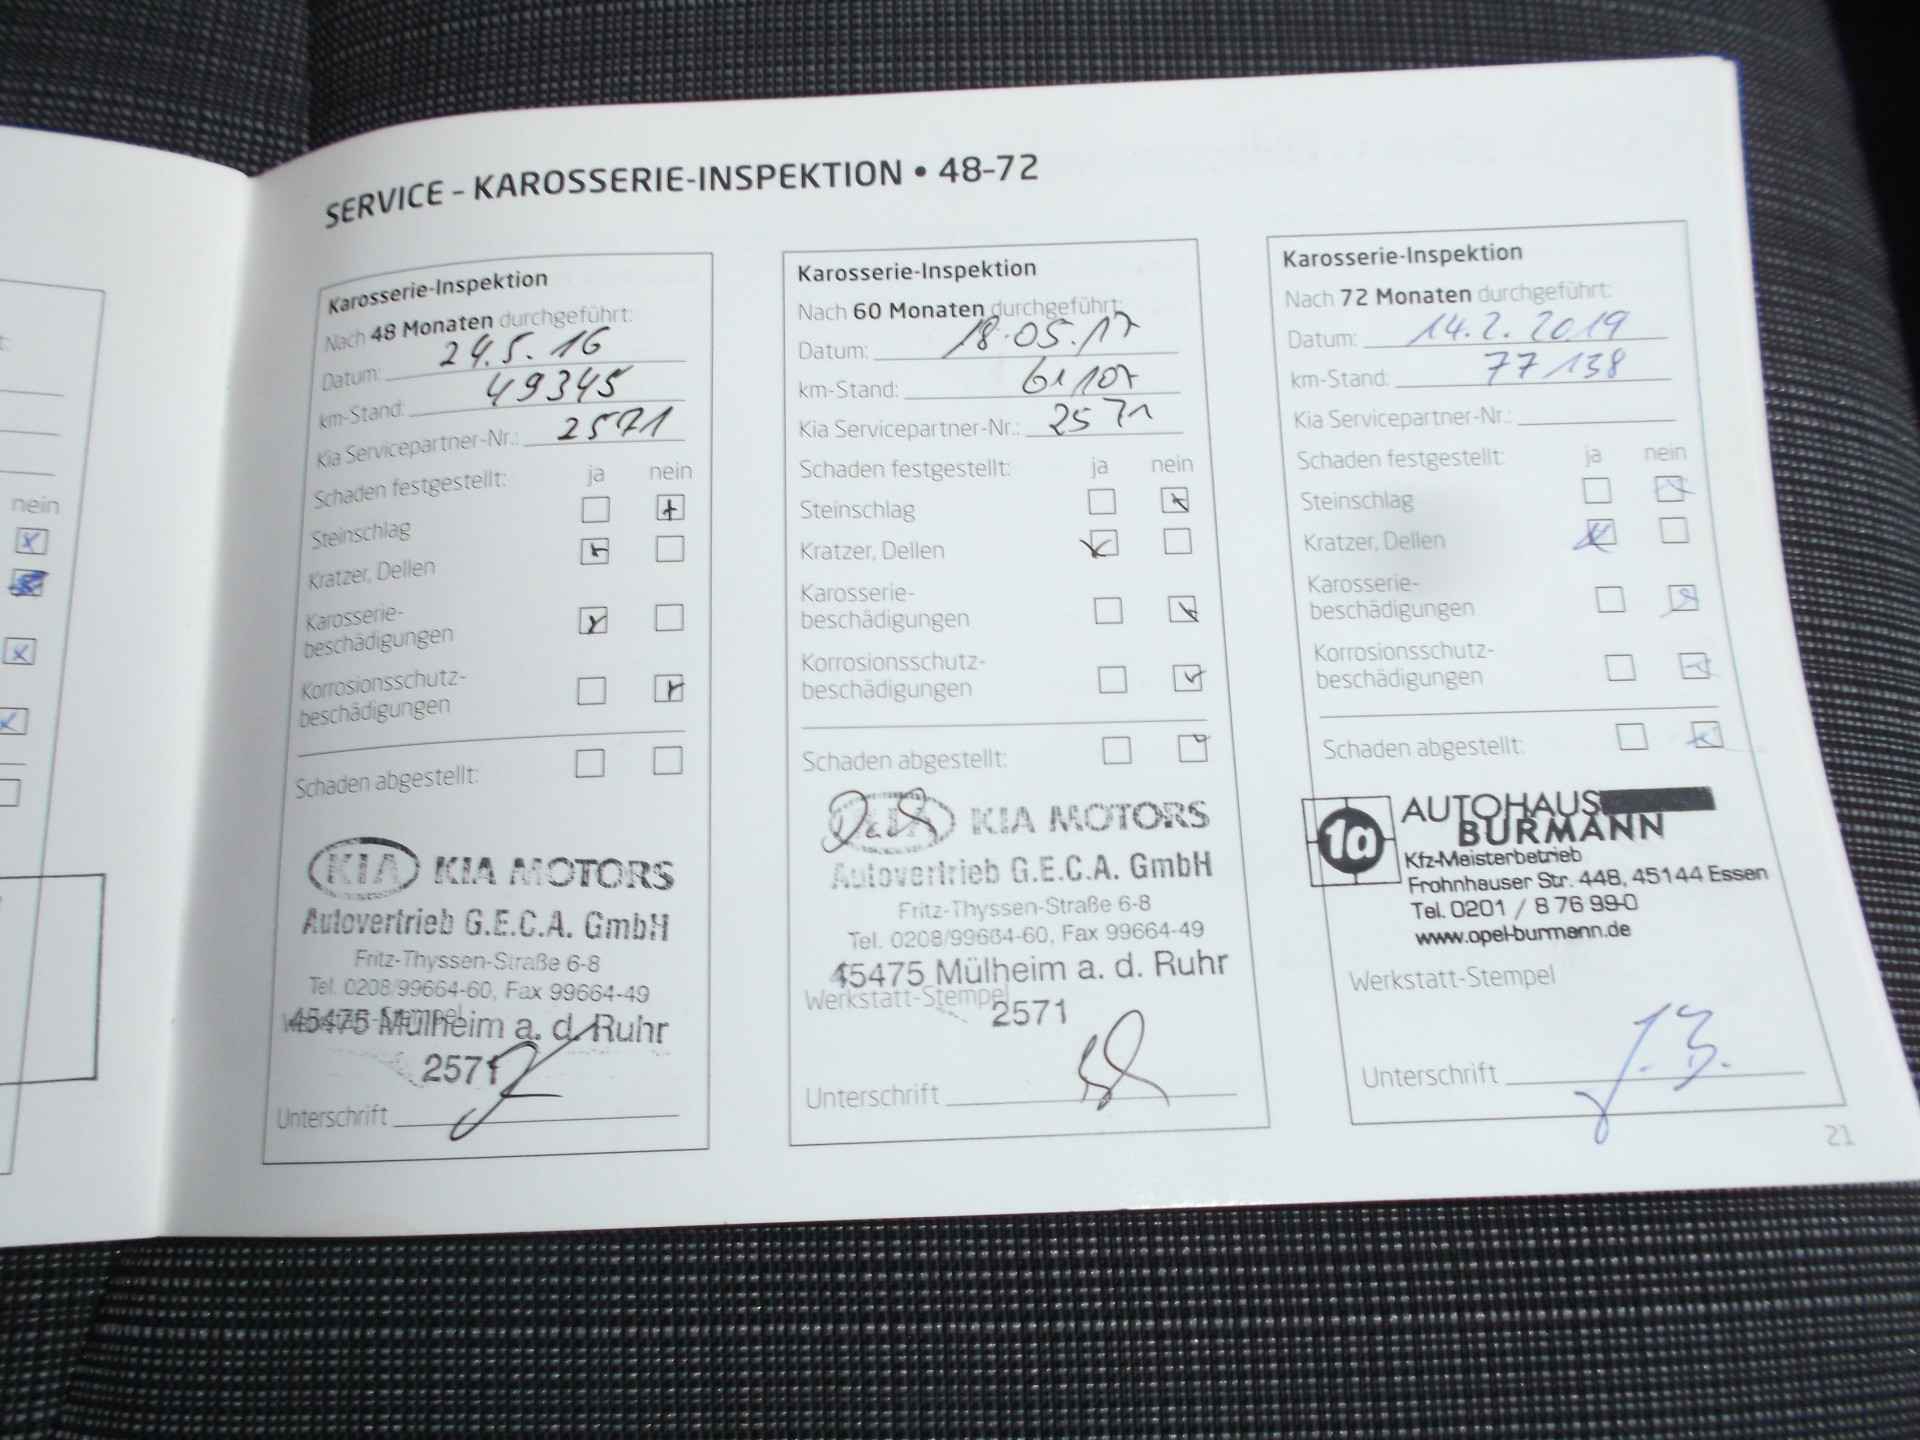 SERVICE – KAROSSERIE-INSPEKTION • 48–72
Karosserie-Inspektion
Nach 48 Monaten durchgeführt:
Datum: 24.5.16
km-Stand: 49345
Kia Servicepartner-Nr.: 2571
Schaden festgestellt: ja nein
Steinschlag
Kratzer, Dellen
Karosserie-
beschädigungen
Korrosionsschutz-
beschädigungen
Schaden abgestellt:
KIA KIA MOTORS
Autovertrieb G.E.C.A. GmbH
Fritz-Thyssen-Straße 6-8
Tel. 0208/99664-60, Fax 99664-49
45475 Mülheim a. d. Ruhr
Werkstatt-Stempel
2571
Unterschrift
Karosserie-Inspektion
Nach 60 Monaten durchgeführt:
Datum: 18.05.17
km-Stand: 61107
Kia Servicepartner-Nr.: 2571
Schaden festgestellt: ja nein
Steinschlag
Kratzer, Dellen
Karosserie-
beschädigungen
Korrosionsschutz-
beschädigungen
Schaden abgestellt:
KIA MOTORS
Autovertrieb G.E.C.A. GmbH
Fritz-Thyssen-Straße 6-8
Tel. 0208/99664-60, Fax 99664-49
45475 Mülheim a. d. Ruhr
Werkstatt-Stempel
2571
Unterschrift
Karosserie-Inspektion
Nach 72 Monaten durchgeführt:
Datum: 14.2.2019
km-Stand: 77138
Kia Servicepartner-Nr.:
Schaden festgestellt: ja nein
Steinschlag
Kratzer, Dellen
Karosserie-
beschädigungen
Korrosionsschutz-
beschädigungen
Schaden abgestellt:
1a AUTOHAUS
BURMANN
Kfz-Meisterbetrieb
Frohnhauser Str. 448, 45144 Essen
Tel. 0201 / 8 76 99-0
www.opel-burmann.de
Werkstatt-Stempel
Unterschrift J.B.
21
nein